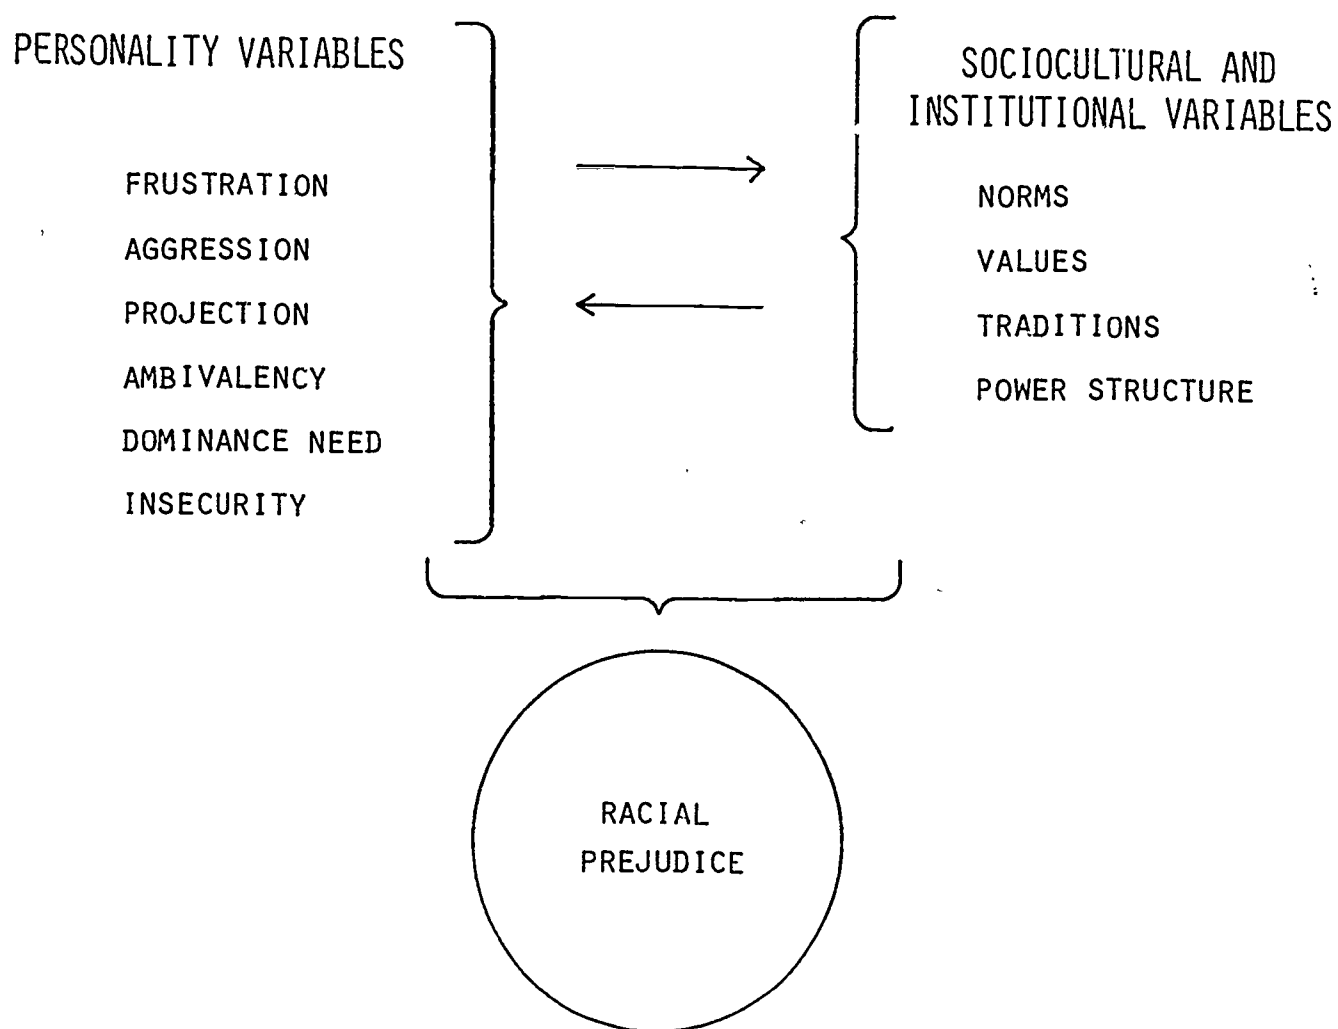 PERSONALITY VARIABLES
FRUSTRATION
AGGRESSION
PROJECTION
AMBIVALENCY
DOMINANCE NEED
INSECURITY
SOCIOCULTURAL AND
INSTITUTIONAL VARIABLES
NORMS
VALUES
TRADITIONS
POWER STRUCTURE
RACIAL
PREJUDICE